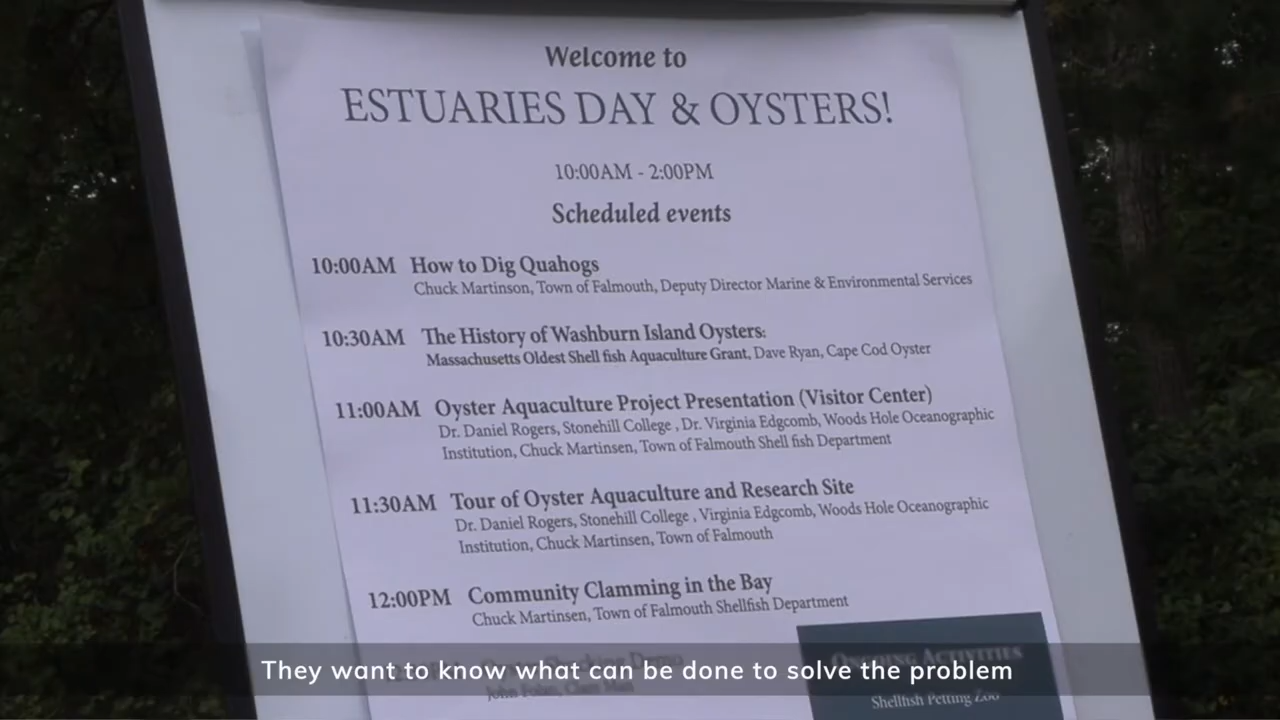 Welcome to
ESTUARIES DAY & OYSTERS!
10:00AM - 2:00PM
Scheduled events
10:00AM How to Dig Quahogs
Chuck Martinson, Town of Falmouth, Deputy Director Marine & Environmental Services
10:30AM The History of Washburn Island Oysters:
Massachusetts Oldest Shell fish Aquaculture Grant, Dave Ryan, Cape Cod Oyster
11:00AM Oyster Aquaculture Project Presentation (Visitor Center)
Dr. Daniel Rogers, Stonehill College , Dr. Virginia Edgcomb, Woods Hole Oceanographic
Institution, Chuck Martinsen, Town of Falmouth Shell fish Department
11:30AM Tour of Oyster Aquaculture and Research Site
Dr. Daniel Rogers, Stonehill College , Virginia Edgcomb, Woods Hole Oceanographic
Institution, Chuck Martinsen, Town of Falmouth
12:00PM Community Clamming in the Bay
Chuck Martinsen, Town of Falmouth Shellfish Department
ONGOING ACTIVITIES
Shellfish Petting Zoo
They want to know what can be done to solve the problem